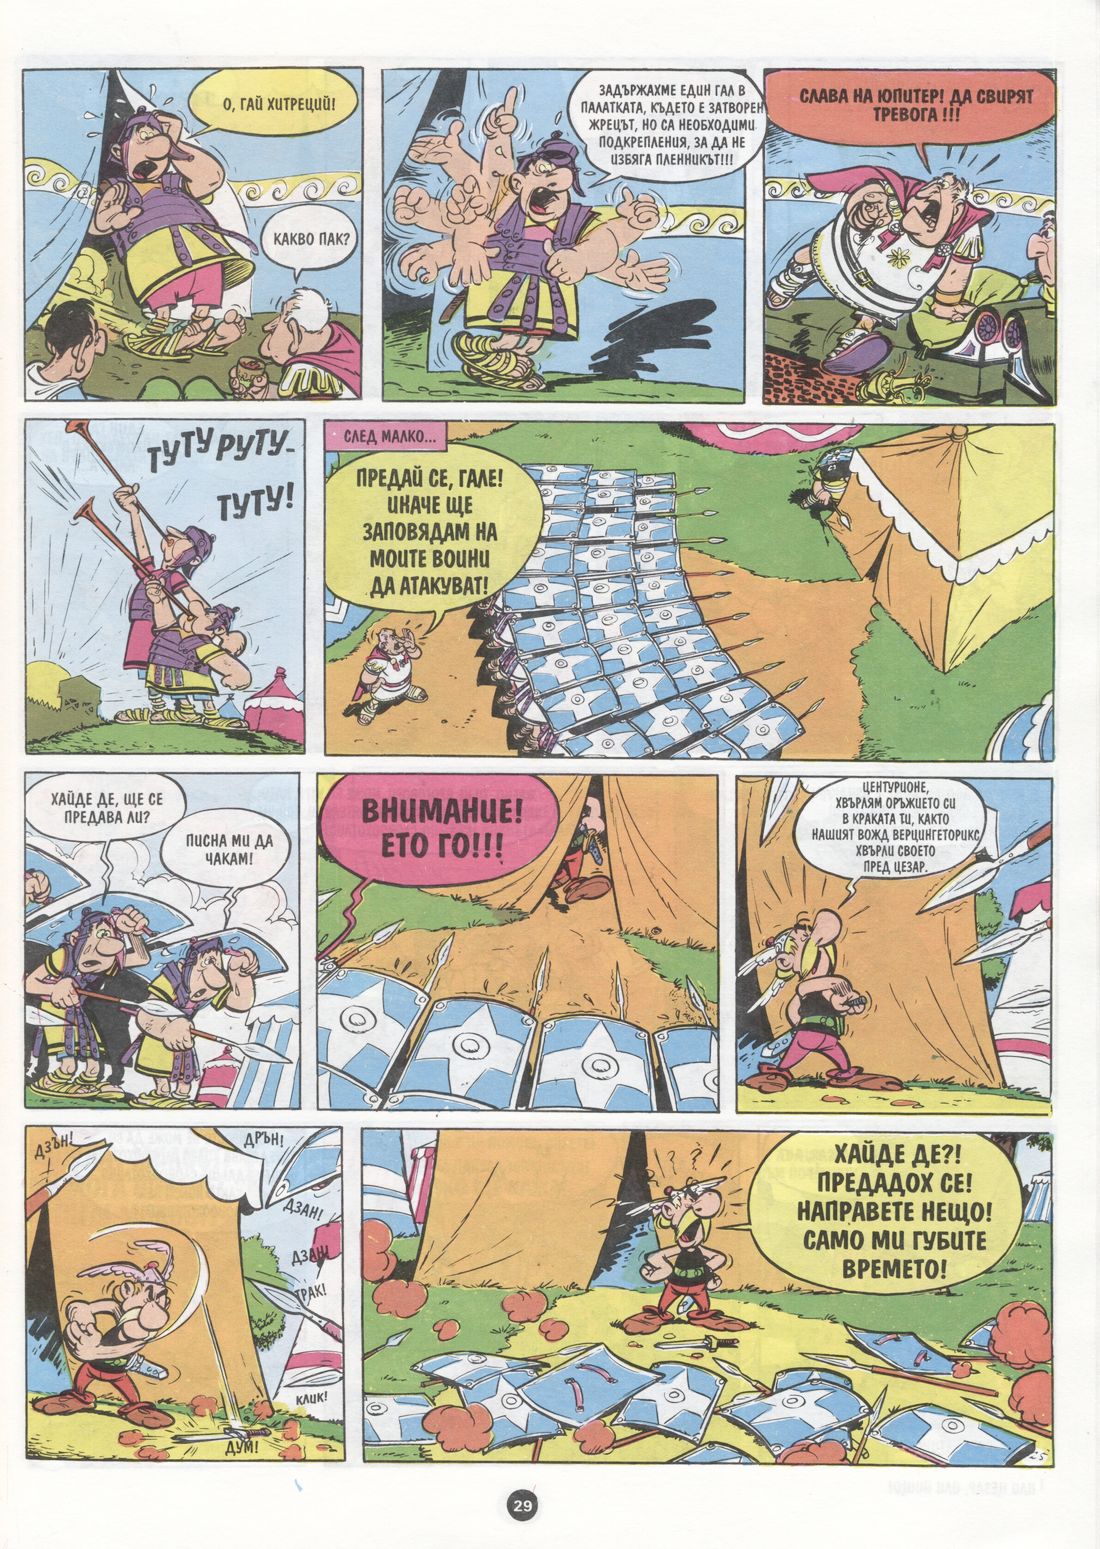 О, ГАЙ ХИТРЕЦИЙ!
КАКВО ПАК?
ЗАДЪРЖАХМЕ ЕДИН ГАЛ В
ПАЛАТКАТА, КЪДЕТО Е ЗАТВОРЕН
ЖРЕЦЪТ, НО СА НЕОБХОДИМИ
ПОДКРЕПЛЕНИЯ, ЗА ДА НЕ
ИЗБЯГА ПЛЕННИКЪТ!!!
СЛАВА НА ЮПИТЕР! ДА СВИРЯТ
ТРЕВОГА !!!
ТУТУРУТУ-
ТУТУ!
СЛЕД МАЛКО...
ПРЕДАЙ СЕ, ГАЛЕ!
ИНАЧЕ ЩЕ
ЗАПОВЯДАМ НА
МОИТЕ ВОИНИ
ДА АТАКУВАТ!
ХАЙДЕ ДЕ, ЩЕ СЕ
ПРЕДАВА ЛИ?
ПИСНА МИ ДА
ЧАКАМ!
ВНИМАНИЕ!
ЕТО ГО!!!
ЦЕНТУРИОНЕ,
ХВЪРЛЯМ ОРЪЖИЕТО СИ
В КРАКАТА ТИ, КАКТО
НАШИЯТ ВОЖД ВЕРЦИНГЕТОРИКС
ХВЪРЛИ СВОЕТО
ПРЕД ЦЕЗАР.
ДЗЪН!
ДРЪН!
ДЗАН!
ДЗАН!
ТРАК!
КЛИК!
ДУМ!
ХАЙДЕ ДЕ?!
ПРЕДАДОХ СЕ!
НАПРАВЕТЕ НЕЩО!
САМО МИ ГУБИТЕ
ВРЕМЕТО!
25
29